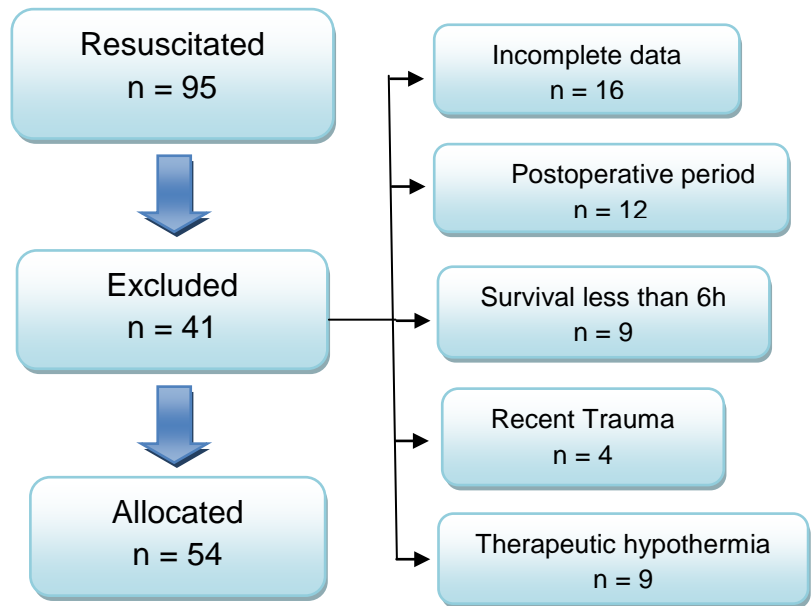 Resuscitated
n = 95
Excluded
n = 41
Allocated
n = 54
Incomplete data
n = 16
Postoperative period
n = 12
Survival less than 6h
n = 9
Recent Trauma
n = 4
Therapeutic hypothermia
n = 9